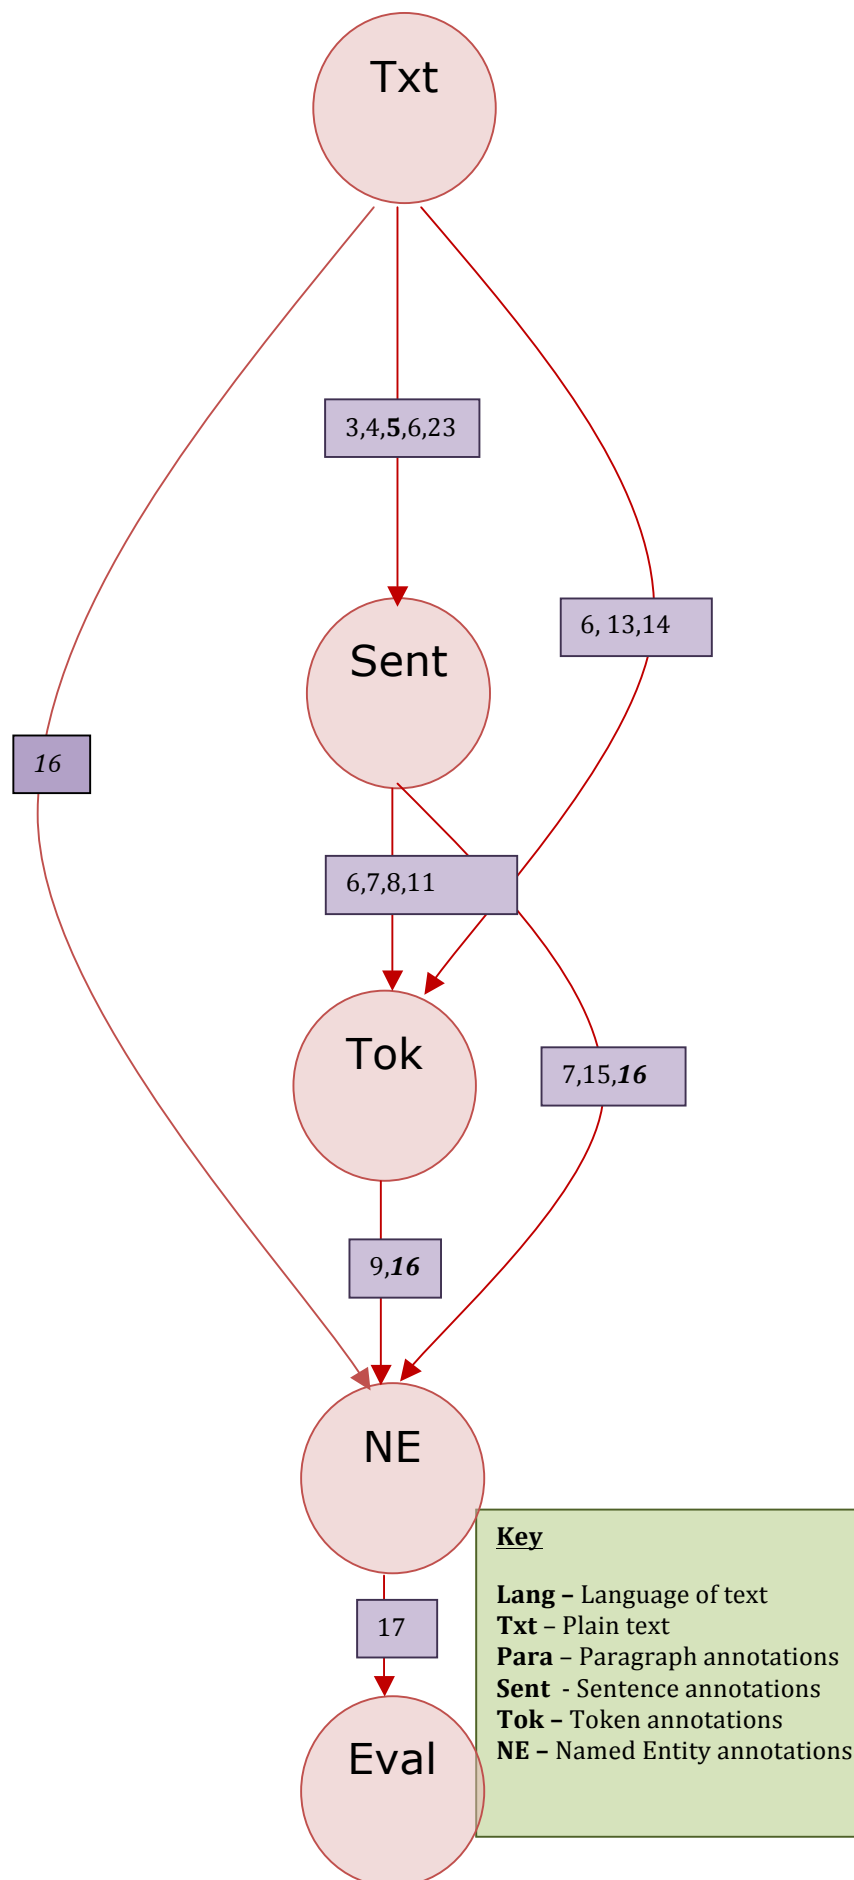 Txt
3,4,5,6,23
6, 13,14
Sent
16
6,7,8,11
Tok
7,15,16
9,16
NE
Key
Lang – Language of text
Txt – Plain text
Para – Paragraph annotations
Sent - Sentence annotations
Tok – Token annotations
NE – Named Entity annotations
17
Eval